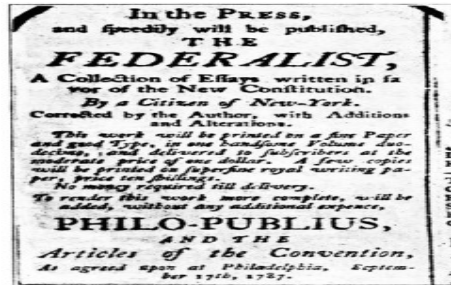 In the PRESS,
and speedily will be published,
THE
FEDERALIST,
A Collection of Essays written in fa
vor of the New Constitution.
By a Citizen of New-York.
Corrected by the Author, with Additions
and Alterations.
This work will be printed on a fine Paper
and good Type, in one handsome Volume duo-
decimo, and delivered to subscribers at the
moderate price of one dollar. A few copies
will be printed on superfine royal writing pa-
per, price ten shillings.
No money required till delivery.
To render this work more complete, will be
added, without any additional expence,
PHILO-PUBLIUS,
AND THE
Articles of the Convention,
As agreed upon at Philadelphia, Septem-
ber 17th, 1787.